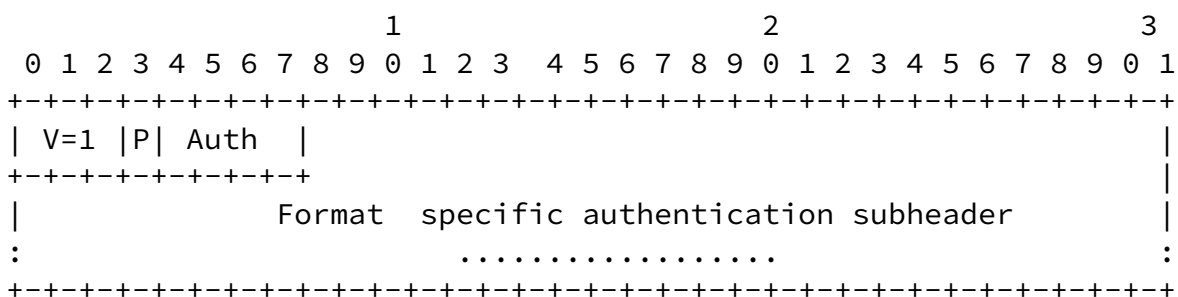 1                    2                    3
 0 1 2 3 4 5 6 7 8 9 0 1 2 3  4 5 6 7 8 9 0 1 2 3 4 5 6 7 8 9 0 1
+-+-+-+-+-+-+-+-+-+-+-+-+-+-+-+-+-+-+-+-+-+-+-+-+-+-+-+-+-+-+-+-+
| V=1 |P| Auth  |                                               |
+-+-+-+-+-+-+-+-+                                               |
|              Format  specific authentication subheader        |
:                        ..................                     :
+-+-+-+-+-+-+-+-+-+-+-+-+-+-+-+-+-+-+-+-+-+-+-+-+-+-+-+-+-+-+-+-+